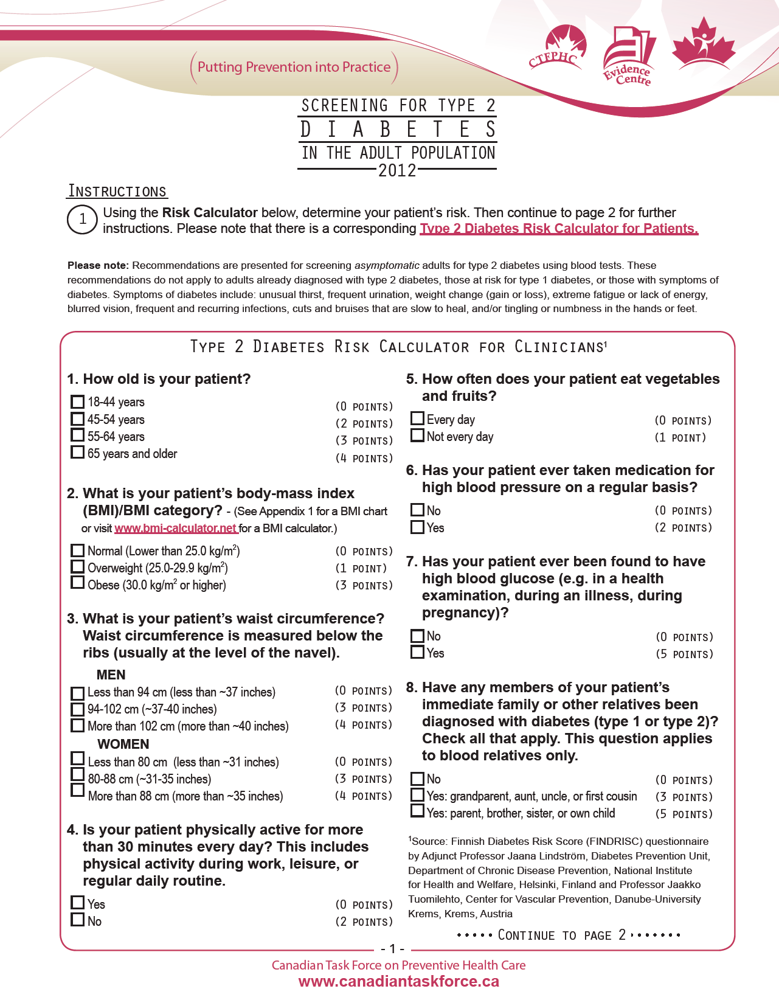 (Putting Prevention into Practice)
CTFPHC
Evidence
Centre
SCREENING FOR TYPE 2
DIABETES
IN THE ADULT POPULATION
2012
INSTRUCTIONS
1
Using the Risk Calculator below, determine your patient's risk. Then continue to page 2 for further
instructions. Please note that there is a corresponding Type 2 Diabetes Risk Calculator for Patients.
Please note: Recommendations are presented for screening asymptomatic adults for type 2 diabetes using blood tests. These
recommendations do not apply to adults already diagnosed with type 2 diabetes, those at risk for type 1 diabetes, or those with symptoms of
diabetes. Symptoms of diabetes include: unusual thirst, frequent urination, weight change (gain or loss), extreme fatigue or lack of energy,
blurred vision, frequent and recurring infections, cuts and bruises that are slow to heal, and/or tingling or numbness in the hands or feet.
TYPE 2 DIABETES RISK CALCULATOR FOR CLINICIANS¹
1. How old is your patient?
18-44 years (0 POINTS)
45-54 years (2 POINTS)
55-64 years (3 POINTS)
65 years and older (4 POINTS)
2. What is your patient's body-mass index
(BMI)/BMI category? - (See Appendix 1 for a BMI chart
or visit www.bmi-calculator.net for a BMI calculator.)
Normal (Lower than 25.0 kg/m²) (0 POINTS)
Overweight (25.0-29.9 kg/m²) (1 POINT)
Obese (30.0 kg/m² or higher) (3 POINTS)
3. What is your patient's waist circumference?
Waist circumference is measured below the
ribs (usually at the level of the navel).
MEN
Less than 94 cm (less than ~37 inches) (0 POINTS)
94-102 cm (~37-40 inches) (3 POINTS)
More than 102 cm (more than ~40 inches) (4 POINTS)
WOMEN
Less than 80 cm (less than ~31 inches) (0 POINTS)
80-88 cm (~31-35 inches) (3 POINTS)
More than 88 cm (more than ~35 inches) (4 POINTS)
4. Is your patient physically active for more
than 30 minutes every day? This includes
physical activity during work, leisure, or
regular daily routine.
Yes (0 POINTS)
No (2 POINTS)
5. How often does your patient eat vegetables
and fruits?
Every day (0 POINTS)
Not every day (1 POINT)
6. Has your patient ever taken medication for
high blood pressure on a regular basis?
No (0 POINTS)
Yes (2 POINTS)
7. Has your patient ever been found to have
high blood glucose (e.g. in a health
examination, during an illness, during
pregnancy)?
No (0 POINTS)
Yes (5 POINTS)
8. Have any members of your patient's
immediate family or other relatives been
diagnosed with diabetes (type 1 or type 2)?
Check all that apply. This question applies
to blood relatives only.
No (0 POINTS)
Yes: grandparent, aunt, uncle, or first cousin (3 POINTS)
Yes: parent, brother, sister, or own child (5 POINTS)
¹Source: Finnish Diabetes Risk Score (FINDRISC) questionnaire
by Adjunct Professor Jaana Lindström, Diabetes Prevention Unit,
Department of Chronic Disease Prevention, National Institute
for Health and Welfare, Helsinki, Finland and Professor Jaakko
Tuomilehto, Center for Vascular Prevention, Danube-University
Krems, Krems, Austria
CONTINUE TO PAGE 2
- 1 -
Canadian Task Force on Preventive Health Care
www.canadiantaskforce.ca